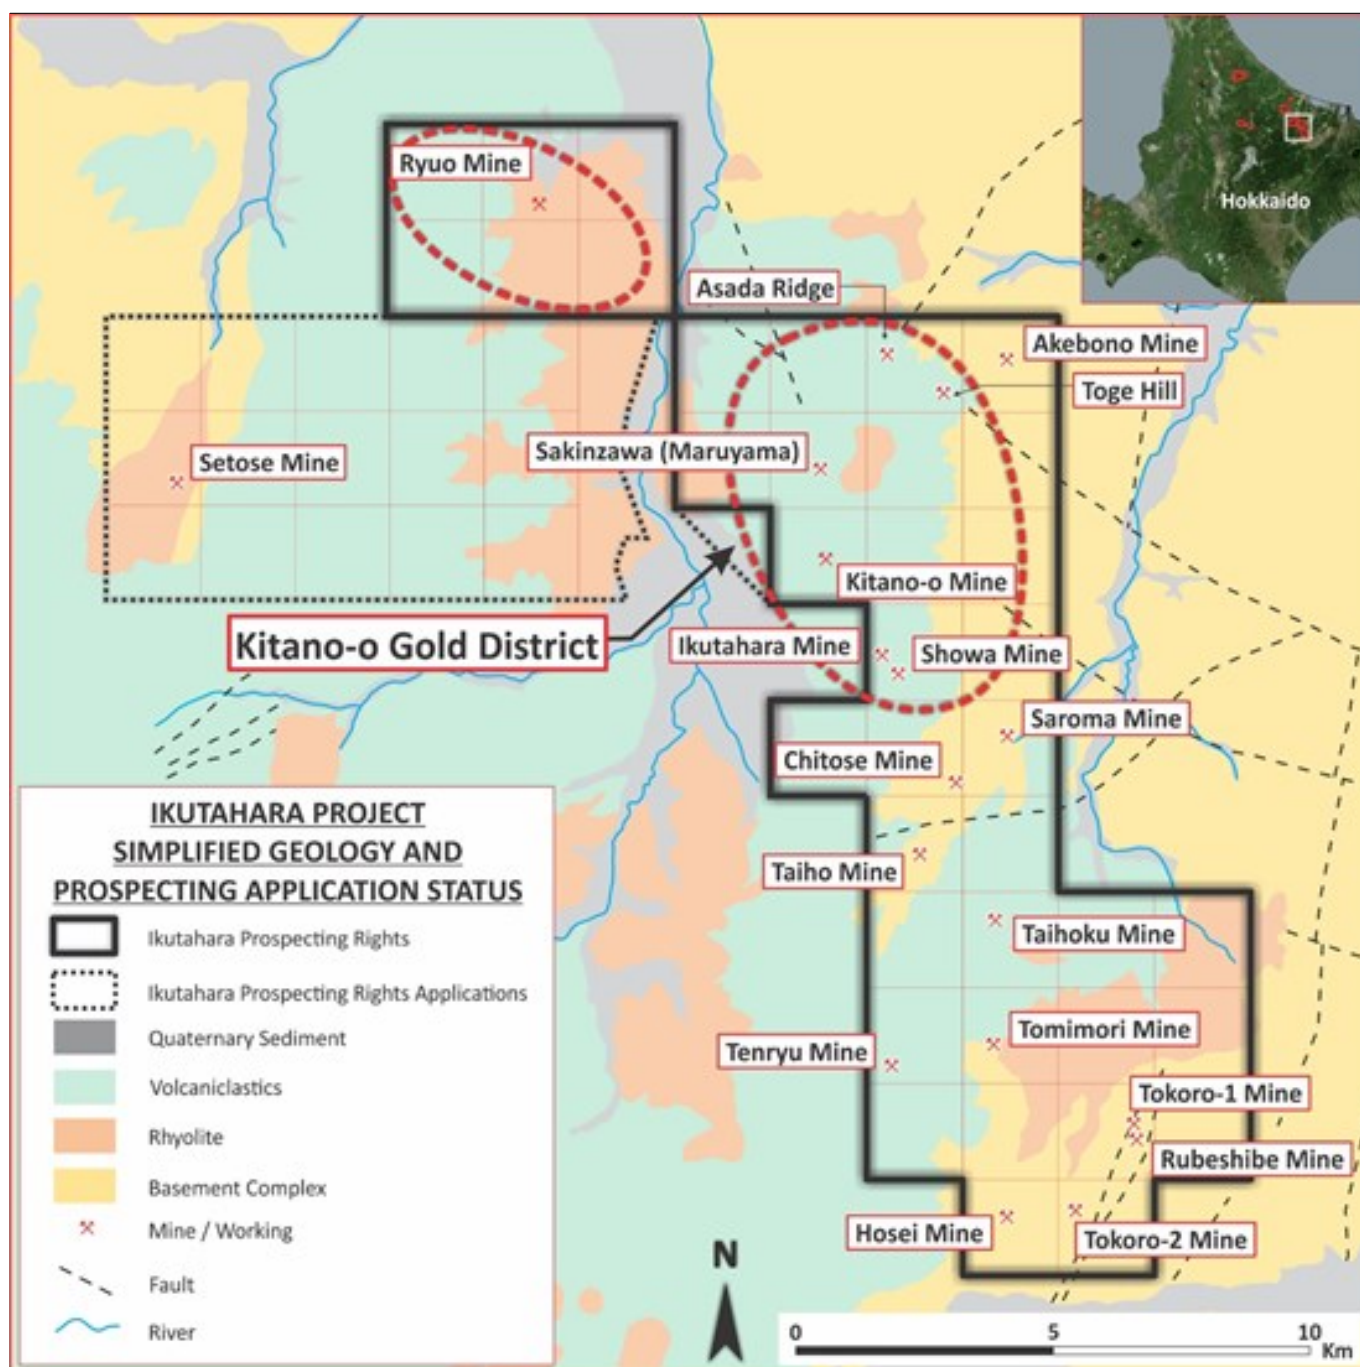 Hokkaido
Ryuo Mine
Asada Ridge
Akebono Mine
Toge Hill
Sakinzawa (Maruyama)
Setose Mine
Kitano-o Mine
Kitano-o Gold District
Ikutahara Mine
Showa Mine
Saroma Mine
Chitose Mine
Taiho Mine
Taihoku Mine
Tomimori Mine
Tenryu Mine
Tokoro-1 Mine
Rubeshibe Mine
Hosei Mine
Tokoro-2 Mine
IKUTAHARA PROJECT
SIMPLIFIED GEOLOGY AND
PROSPECTING APPLICATION STATUS
Ikutahara Prospecting Rights
Ikutahara Prospecting Rights Applications
Quaternary Sediment
Volcaniclastics
Rhyolite
Basement Complex
Mine / Working
Fault
River
N
0 5 10
Km